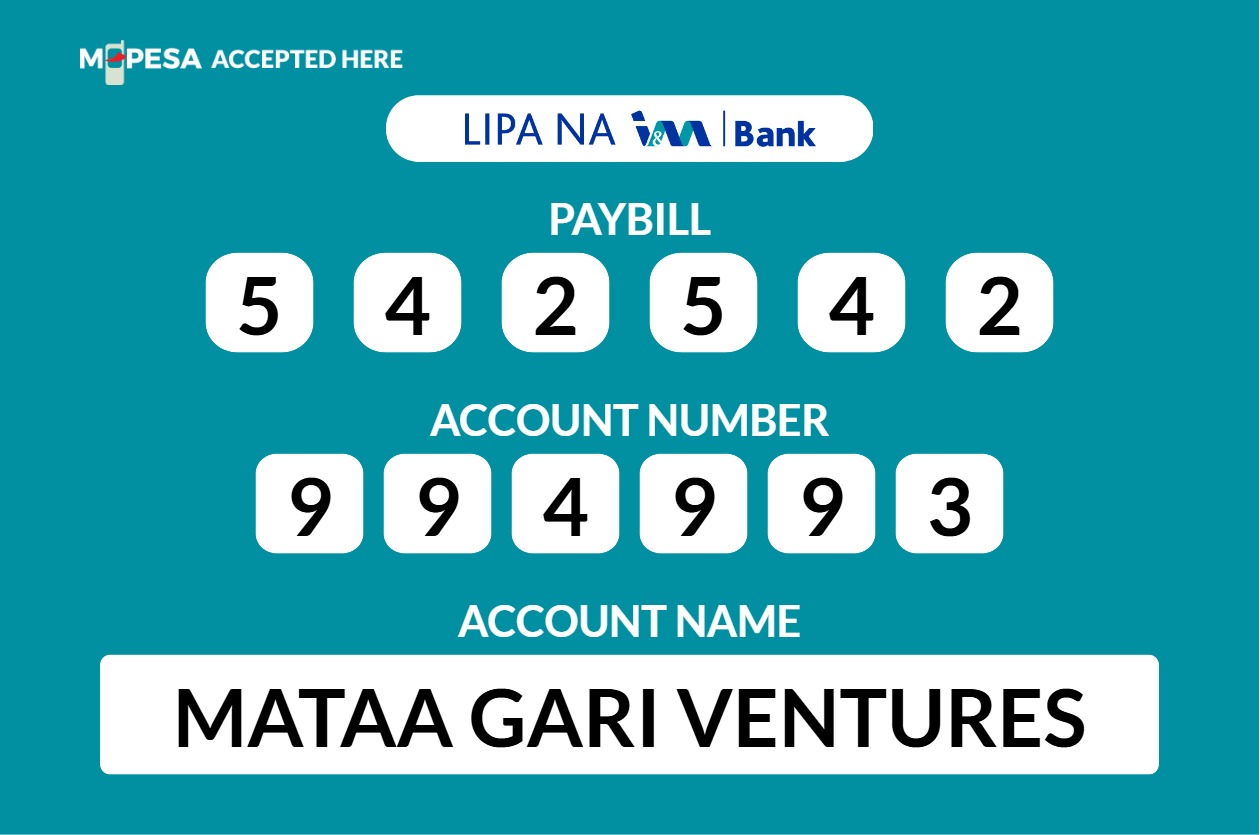 M-PESA ACCEPTED HERE
LIPA NA I&M Bank
PAYBILL
5 4 2 5 4 2
ACCOUNT NUMBER
9 9 4 9 9 3
ACCOUNT NAME
MATAA GARI VENTURES